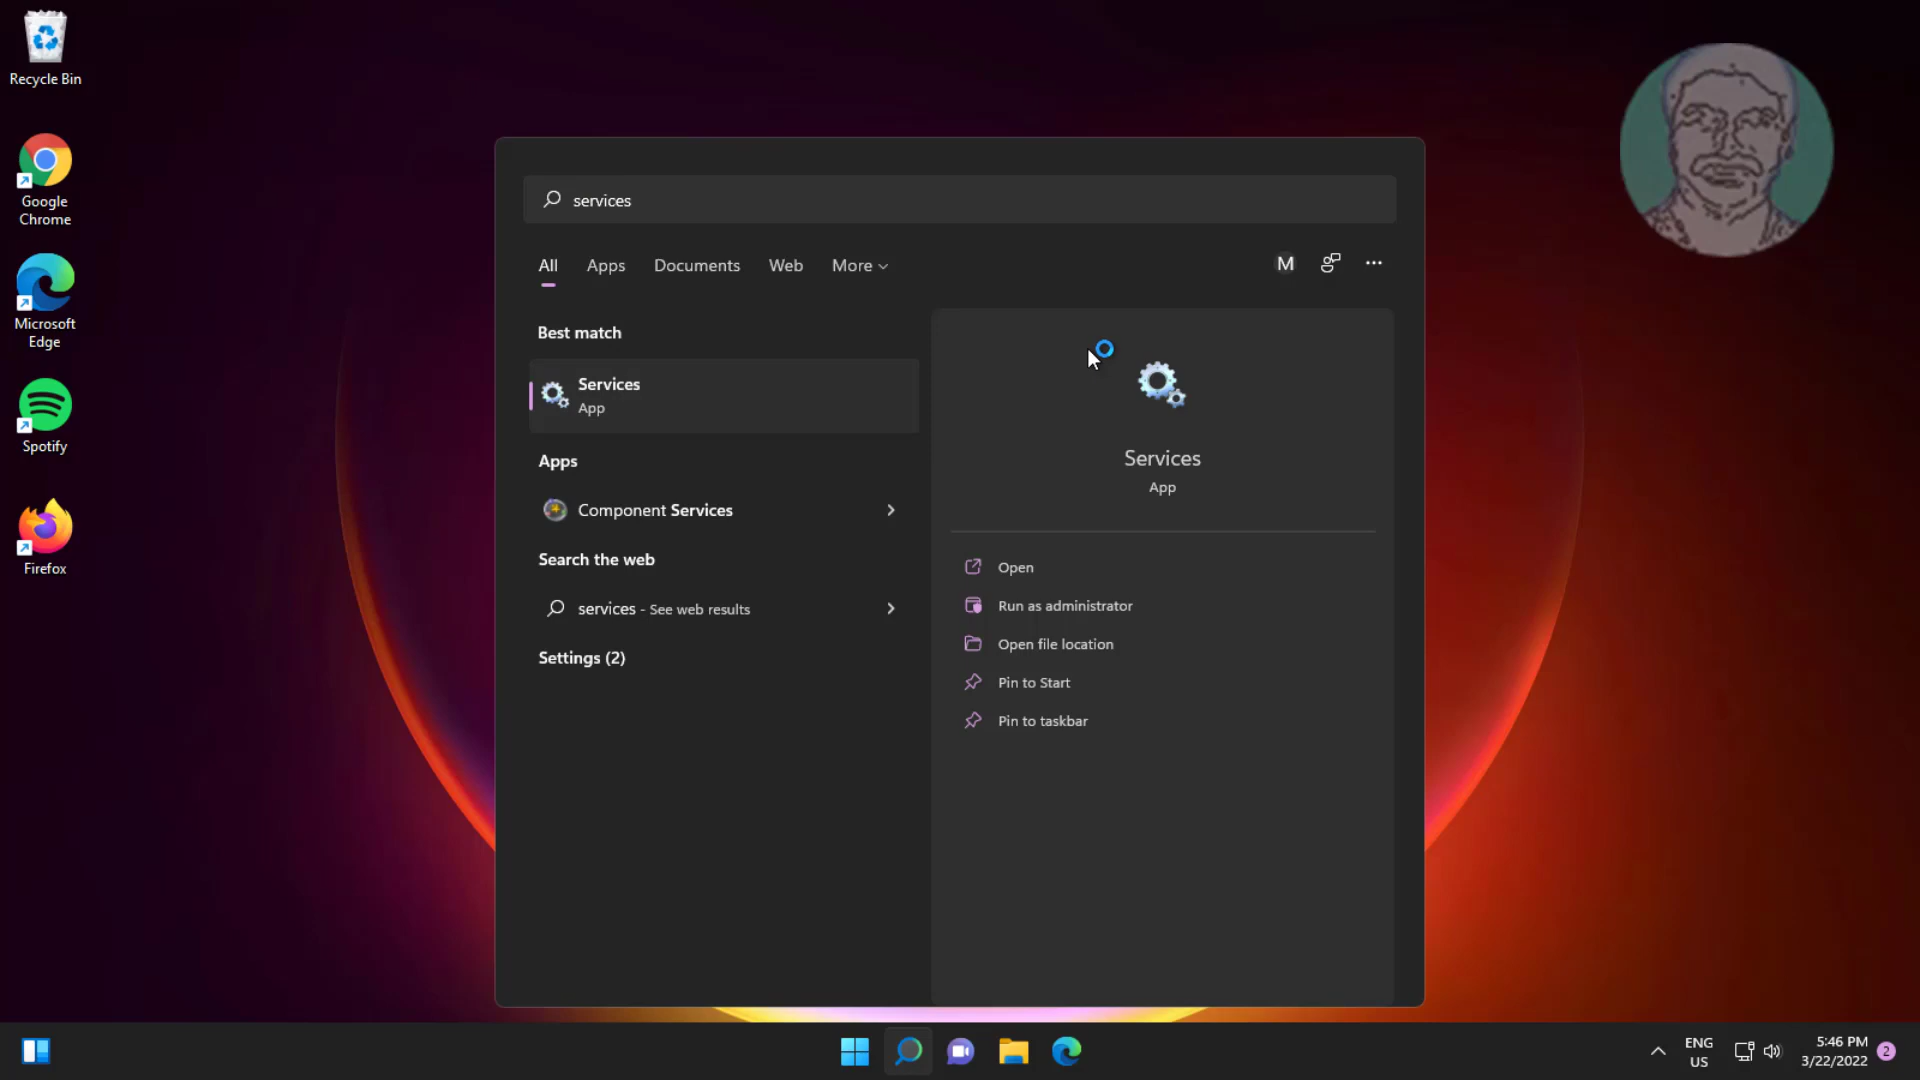 Recycle Bin
Google
Chrome
Microsoft
Edge
Spotify
Firefox
services
All Apps Documents Web More
M
Best match
Services
App
Apps
Component Services
Search the web
services - See web results
Settings (2)
Services
App
Open
Run as administrator
Open file location
Pin to Start
Pin to taskbar
ENG
US
5:46 PM
3/22/2022
2